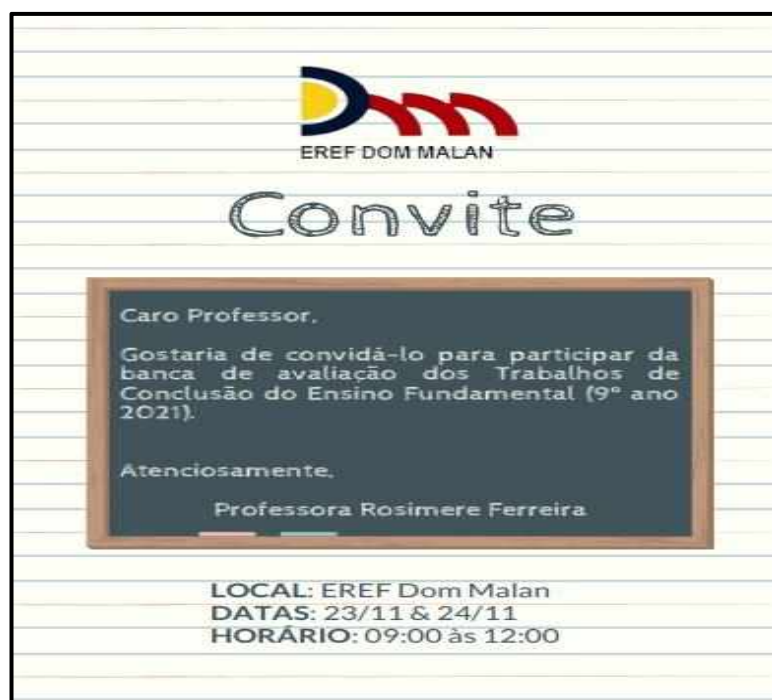 EREF DOM MALAN
Convite
Caro Professor,
Gostaria de convidá-lo para participar da
banca de avaliação dos Trabalhos de
Conclusão do Ensino Fundamental (9º ano
2021).
Atenciosamente,
Professora Rosimere Ferreira
LOCAL: EREF Dom Malan
DATAS: 23/11 & 24/11
HORÁRIO: 09:00 às 12:00